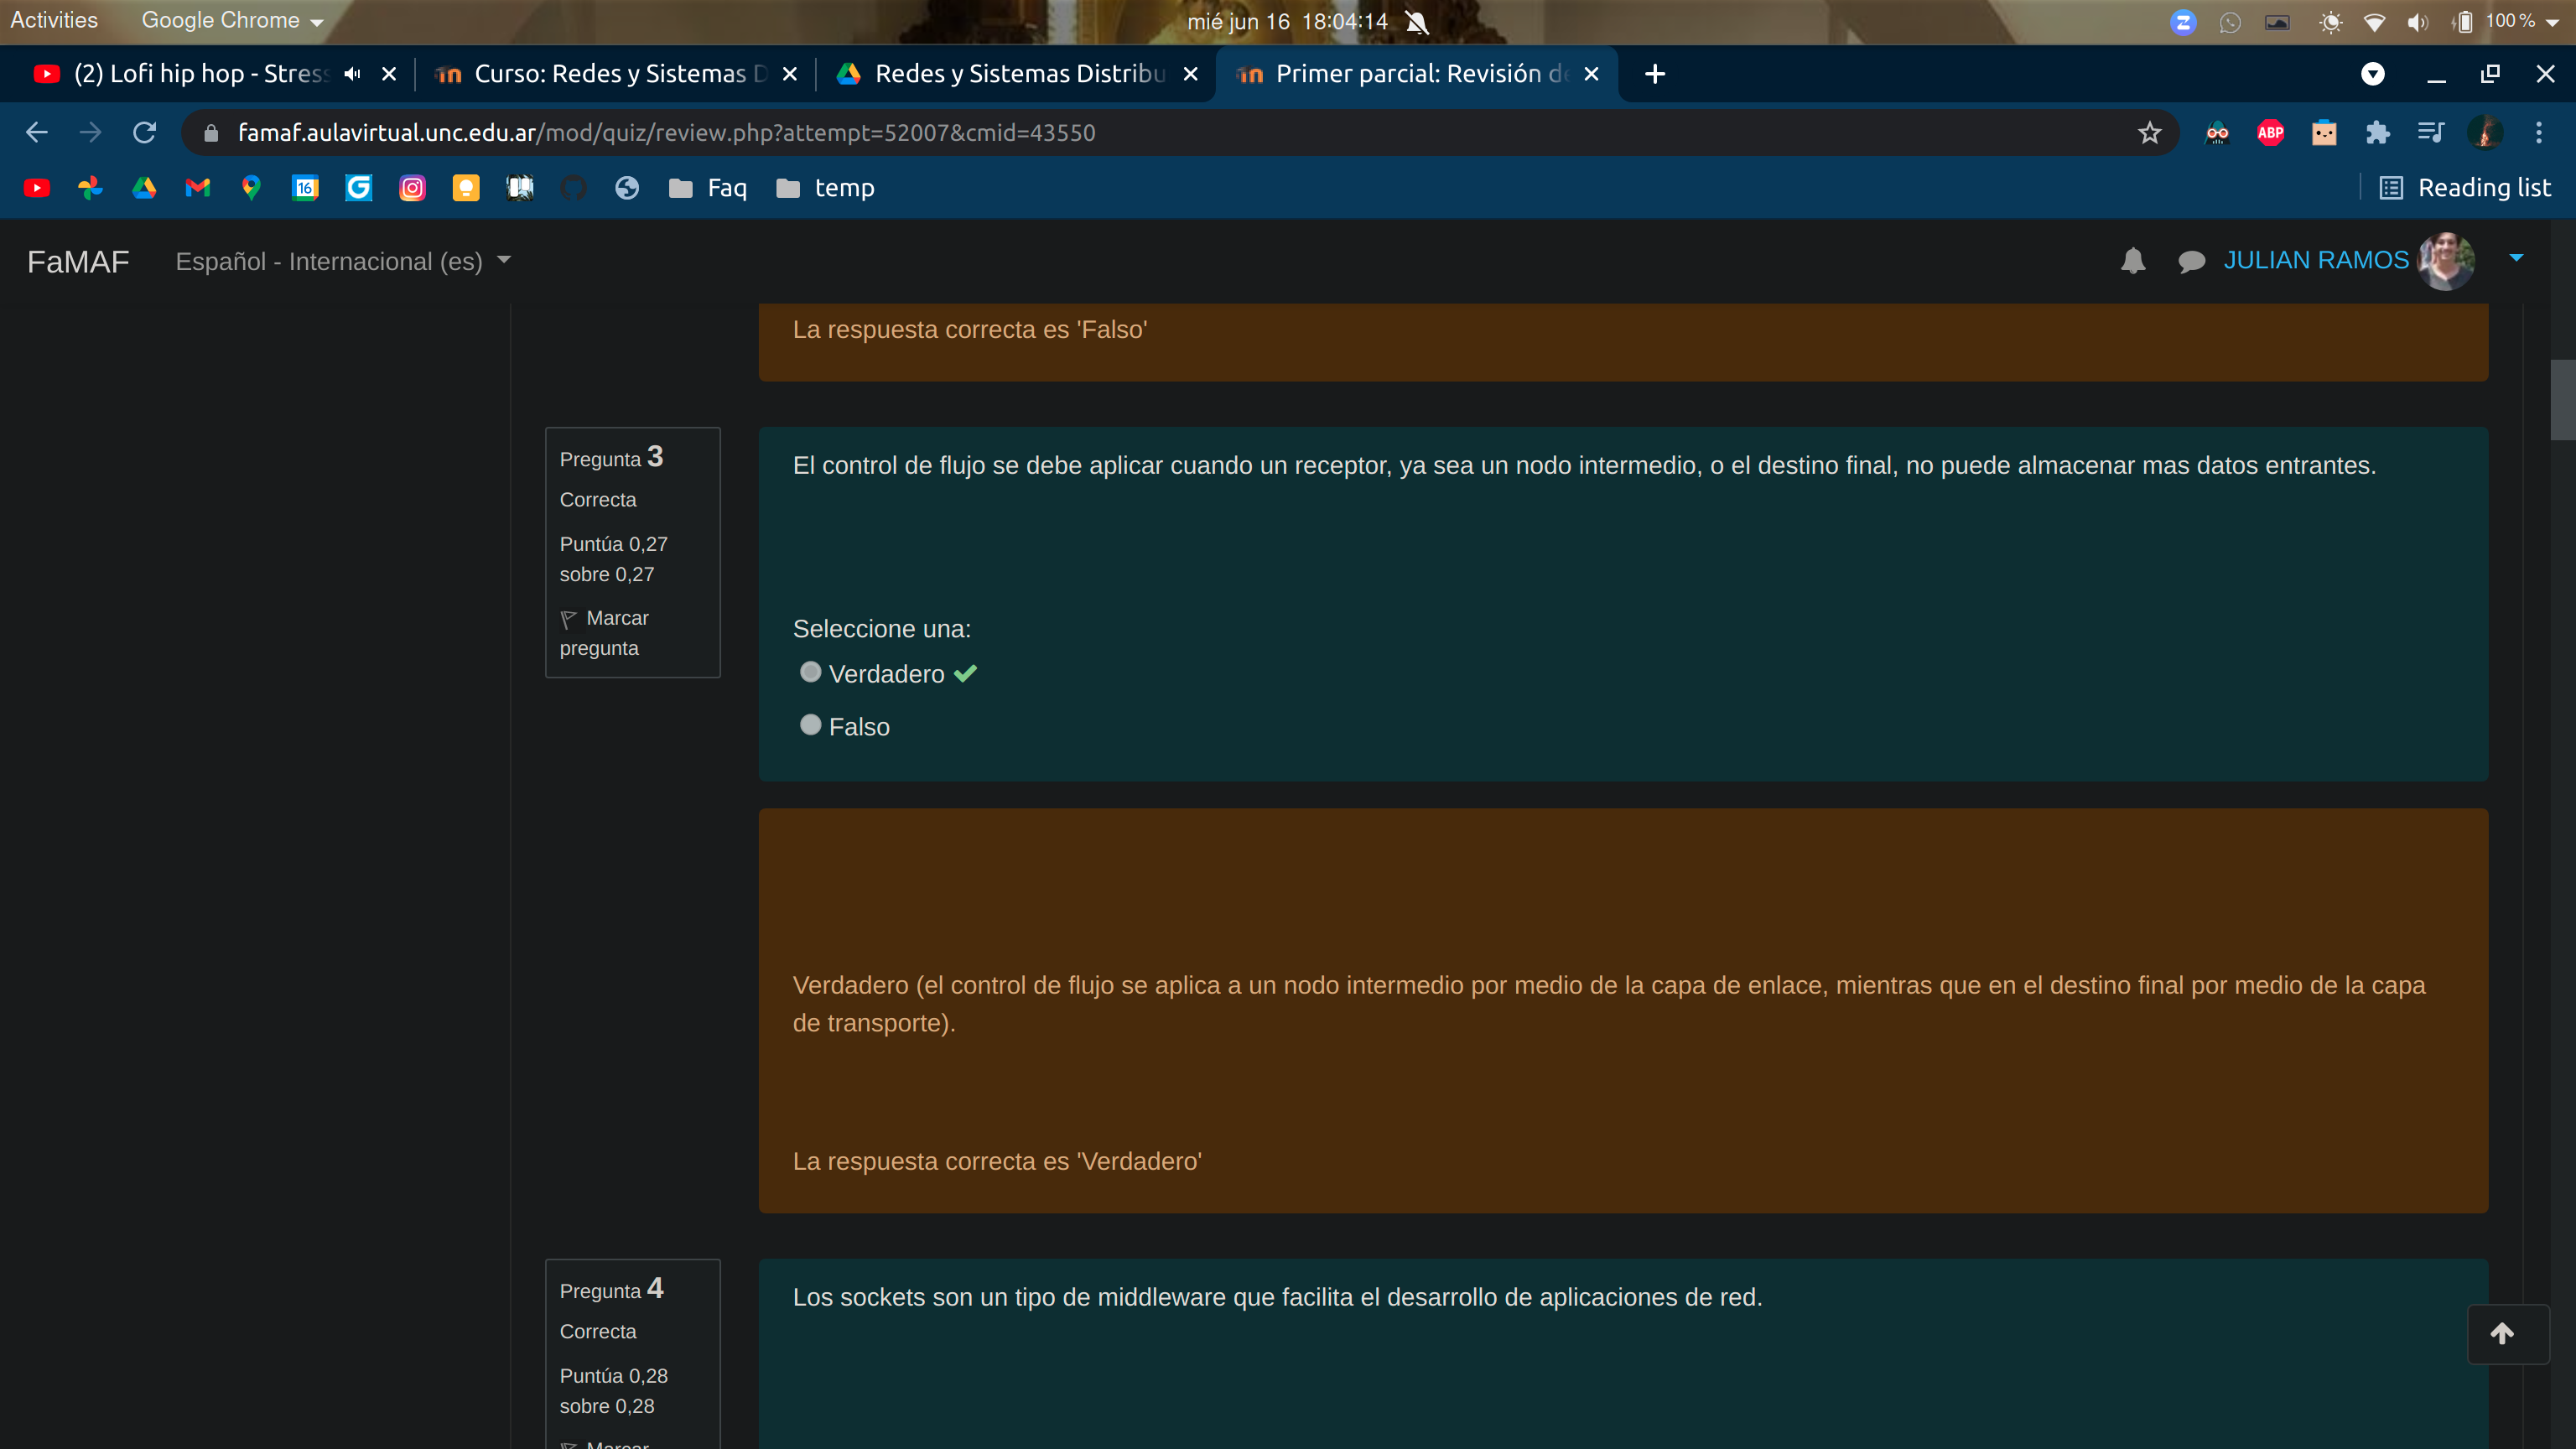 Activities
Google Chrome
mié jun 16 18:04:14
100 %
(2) Lofi hip hop - Stress
Curso: Redes y Sistemas D
Redes y Sistemas Distribu
Primer parcial: Revisión de
famaf.aulavirtual.unc.edu.ar/mod/quiz/review.php?attempt=52007&cmid=43550
ABP
16
Faq
temp
Reading list
FaMAF
Español - Internacional (es)
JULIAN RAMOS
La respuesta correcta es 'Falso'
Pregunta 3
Correcta
Puntúa 0,27
sobre 0,27
Marcar
pregunta
El control de flujo se debe aplicar cuando un receptor, ya sea un nodo intermedio, o el destino final, no puede almacenar mas datos entrantes.
Seleccione una:
Verdadero
Falso
Verdadero (el control de flujo se aplica a un nodo intermedio por medio de la capa de enlace, mientras que en el destino final por medio de la capa
de transporte).
La respuesta correcta es 'Verdadero'
Pregunta 4
Correcta
Puntúa 0,28
sobre 0,28
Marcar
Los sockets son un tipo de middleware que facilita el desarrollo de aplicaciones de red.